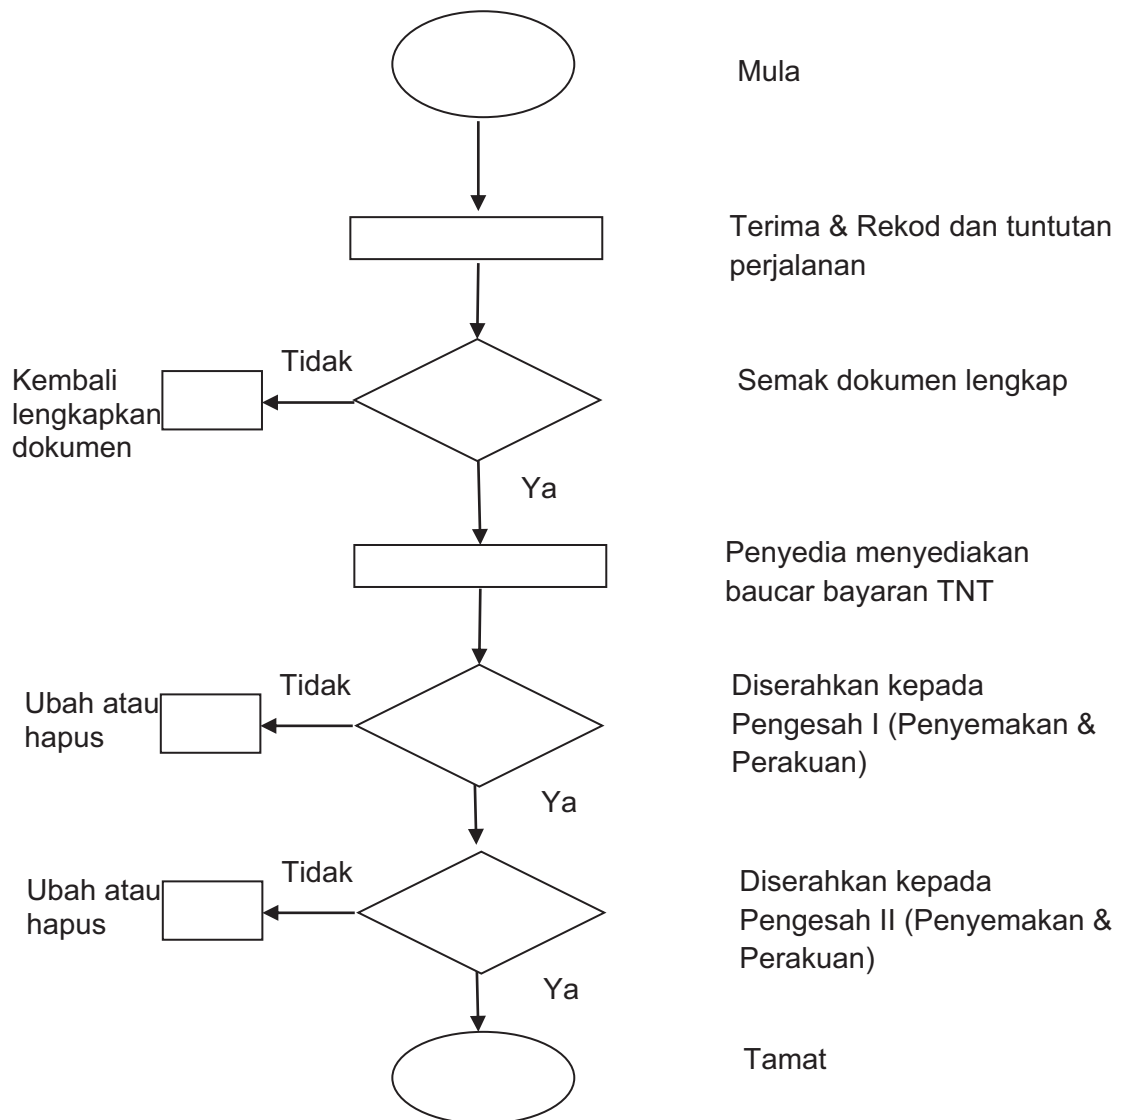 Mula
Terima & Rekod dan tuntutan
perjalanan
Tidak
Kembali
lengkapkan
dokumen
Semak dokumen lengkap
Ya
Penyedia menyediakan
baucar bayaran TNT
Tidak
Ubah atau
hapus
Diserahkan kepada
Pengesah I (Penyemakan &
Perakuan)
Ya
Tidak
Ubah atau
hapus
Diserahkan kepada
Pengesah II (Penyemakan &
Perakuan)
Ya
Tamat